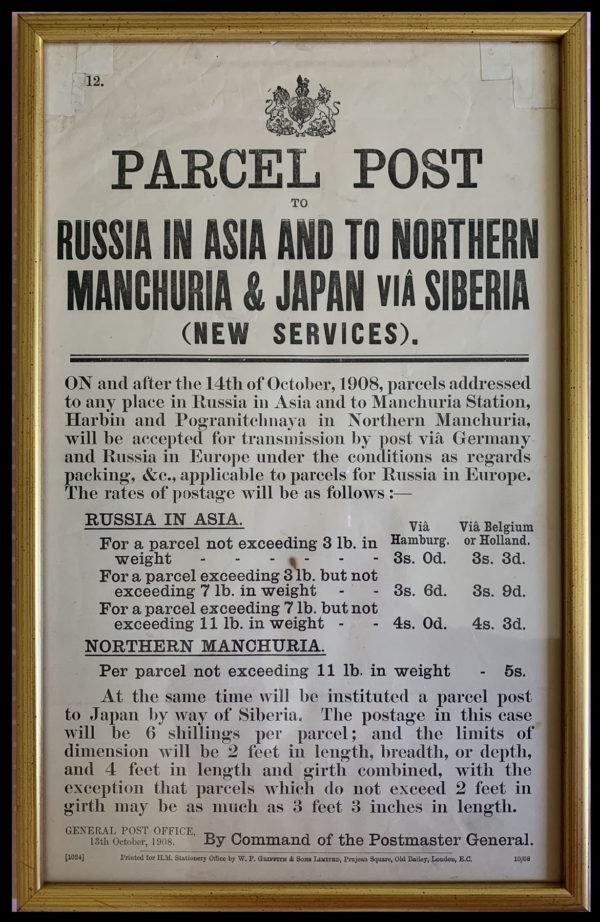 12.
PARCEL POST
TO
RUSSIA IN ASIA AND TO NORTHERN
MANCHURIA & JAPAN VIÂ SIBERIA
(NEW SERVICES).
ON and after the 14th of October, 1908, parcels addressed
to any place in Russia in Asia and to Manchuria Station,
Harbin and Pogranitchnaya in Northern Manchuria,
will be accepted for transmission by post viâ Germany
and Russia in Europe under the conditions as regards
packing, &c., applicable to parcels for Russia in Europe.
The rates of postage will be as follows :—
RUSSIA IN ASIA.
Viâ Hamburg. Viâ Belgium or Holland.
For a parcel not exceeding 3 lb. in
weight - - - - - - 3s. 0d. 3s. 3d.
For a parcel exceeding 3 lb. but not
exceeding 7 lb. in weight - - 3s. 6d. 3s. 9d.
For a parcel exceeding 7 lb. but not
exceeding 11 lb. in weight - - 4s. 0d. 4s. 3d.
NORTHERN MANCHURIA.
Per parcel not exceeding 11 lb. in weight - 5s.
At the same time will be instituted a parcel post
to Japan by way of Siberia. The postage in this case
will be 6 shillings per parcel; and the limits of
dimension will be 2 feet in length, breadth, or depth,
and 4 feet in length and girth combined, with the
exception that parcels which do not exceed 2 feet in
girth may be as much as 3 feet 3 inches in length.
GENERAL POST OFFICE,
13th October, 1908.
By Command of the Postmaster General.
[1024] Printed for H.M. Stationery Office by W. P. GRIFFITH & SONS LIMITED, Prujean Square, Old Bailey, London, E.C. 10/08